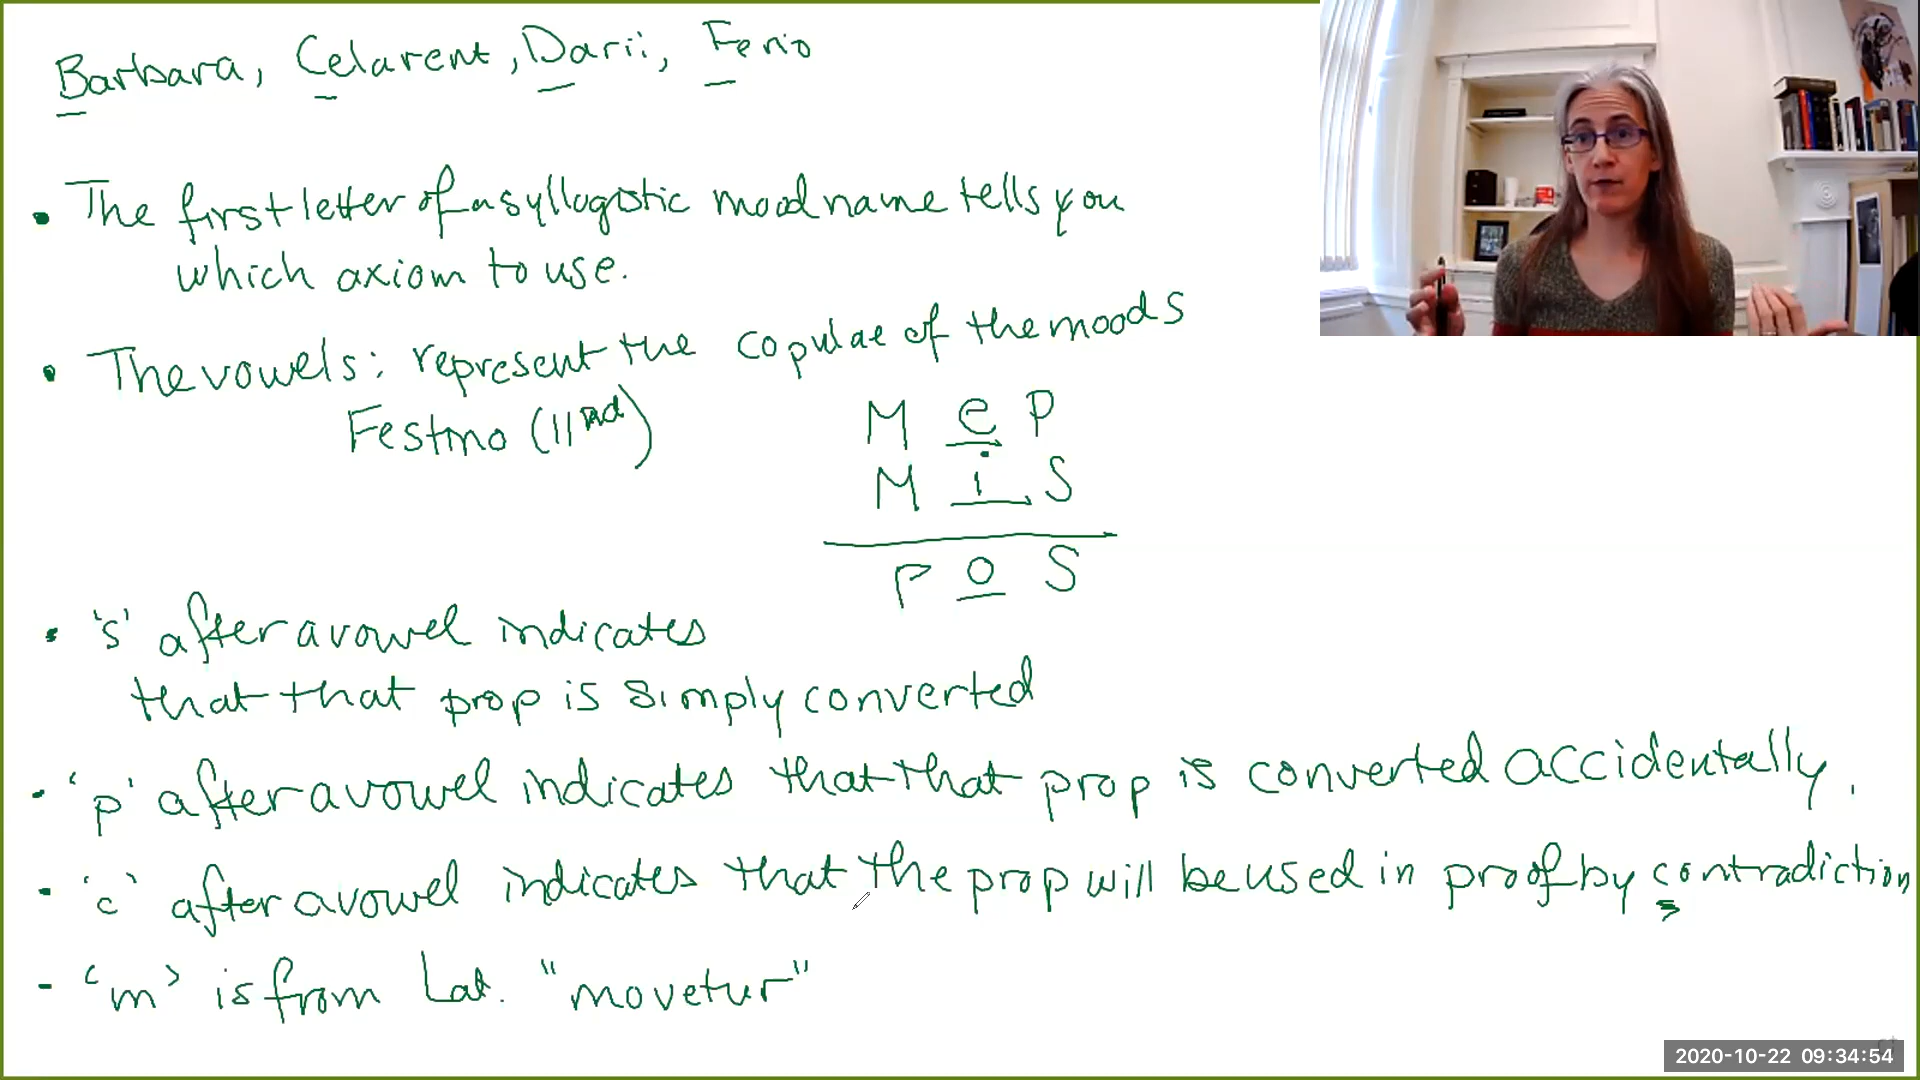 Barbara, Celarent, Darii, Ferio
• The first letter of a syllogistic mood name tells you
which axiom to use.
• The vowels: represent the copulae of the moods
Festino (IInd)
M e P
M i S
P o S
• 's' after a vowel indicates
that that prop is simply converted
- 'p' after a vowel indicates that that prop is converted accidentally.
- 'c' after a vowel indicates that the prop will be used in proof by contradiction
- 'm' is from Lat. "movetur"
2020-10-22 09:34:54